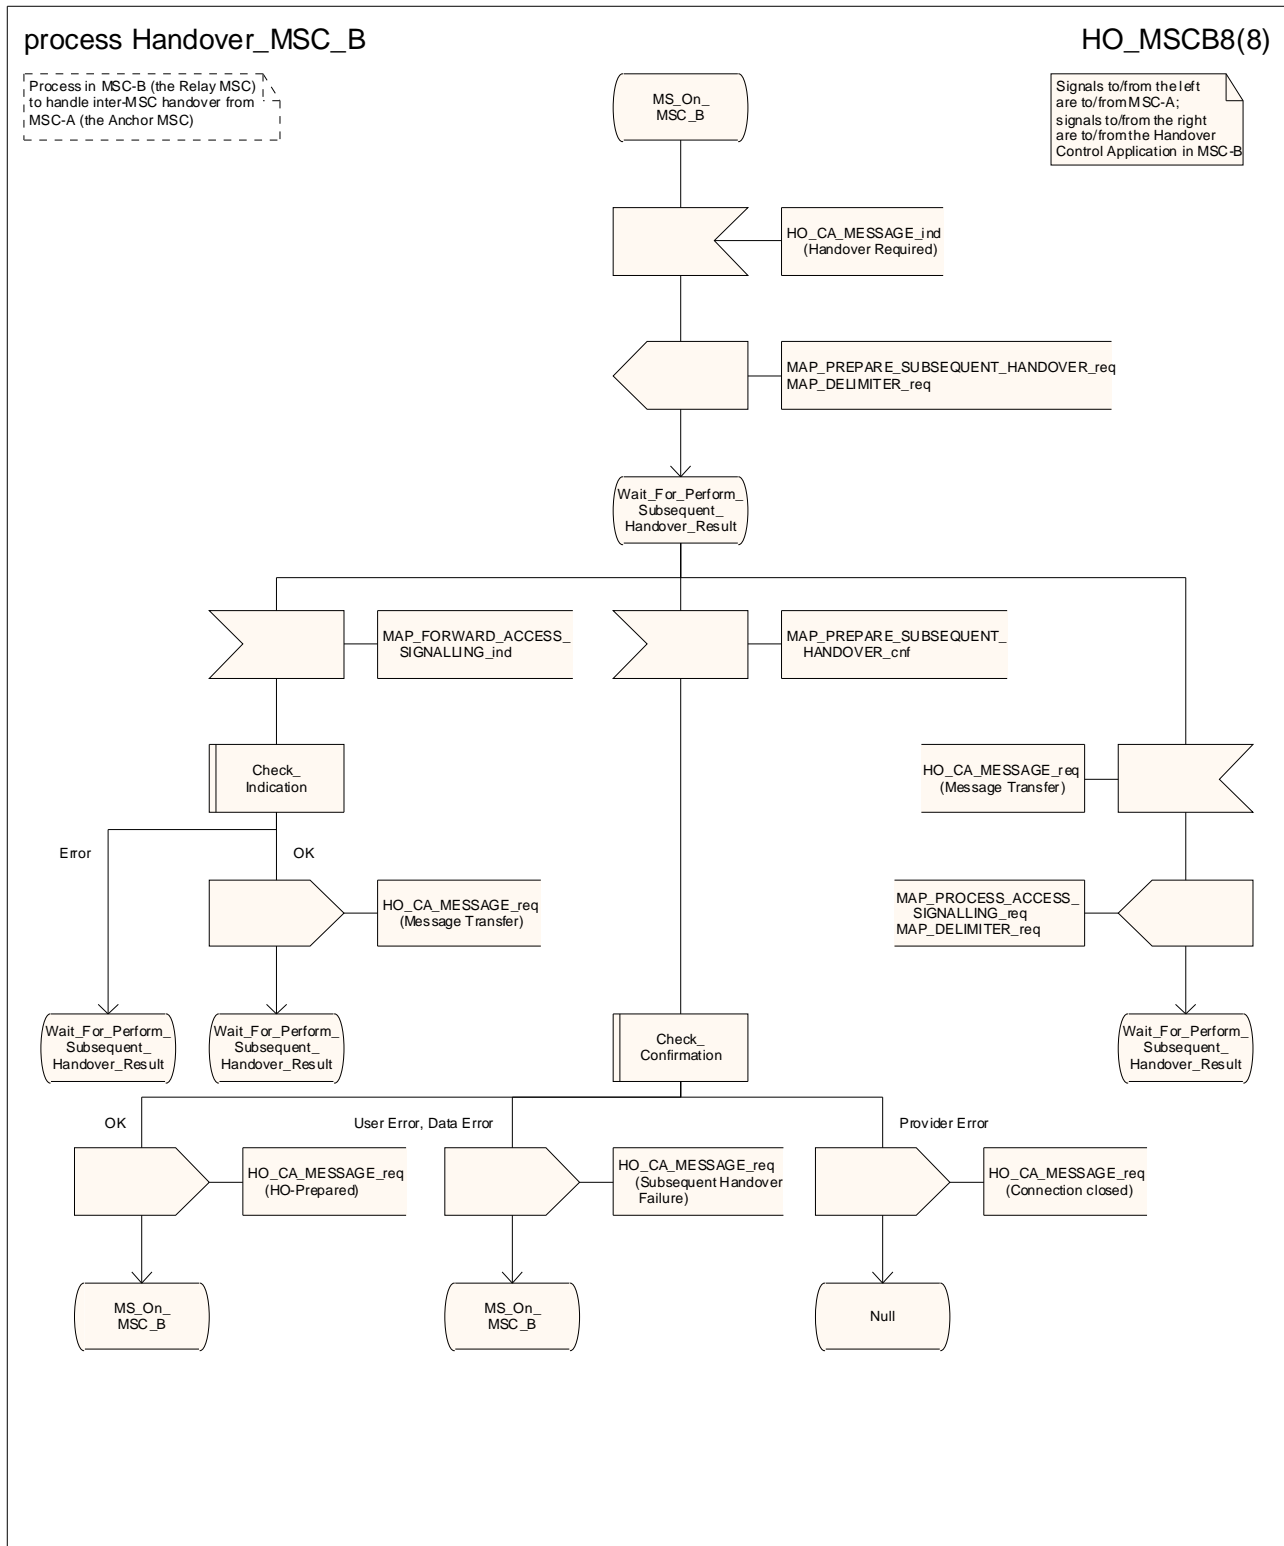 process Handover_MSC_B
HO_MSCB8(8)
Process in MSC-B (the Relay MSC)
to handle inter-MSC handover from
MSC-A (the Anchor MSC)
MS_On_
MSC_B
Signals to/from the left
are to/from MSC-A;
signals to/from the right
are to/from the Handover
Control Application in MSC-B
HO_CA_MESSAGE_ind
(Handover Required)
MAP_PREPARE_SUBSEQUENT_HANDOVER_req
MAP_DELIMITER_req
Wait_For_Perform_
Subsequent_
Handover_Result
MAP_FORWARD_ACCESS_
SIGNALLING_ind
MAP_PREPARE_SUBSEQUENT_
HANDOVER_cnf
Check_
Indication
HO_CA_MESSAGE_req
(Message Transfer)
Error
OK
HO_CA_MESSAGE_req
(Message Transfer)
MAP_PROCESS_ACCESS_
SIGNALLING_req
MAP_DELIMITER_req
Wait_For_Perform_
Subsequent_
Handover_Result
Wait_For_Perform_
Subsequent_
Handover_Result
Check_
Confirmation
Wait_For_Perform_
Subsequent_
Handover_Result
OK
User Error, Data Error
Provider Error
HO_CA_MESSAGE_req
(HO-Prepared)
HO_CA_MESSAGE_req
(Subsequent Handover
Failure)
HO_CA_MESSAGE_req
(Connection closed)
MS_On_
MSC_B
MS_On_
MSC_B
Null